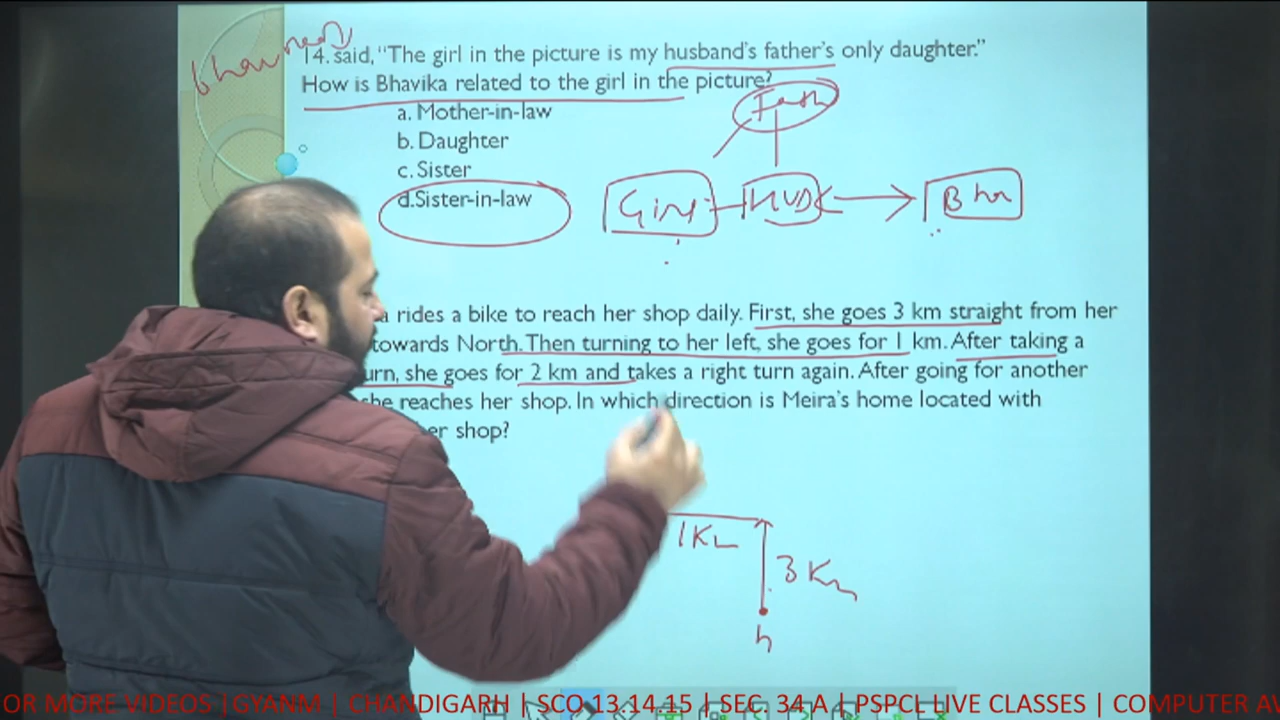 bhavneet
14. said, “The girl in the picture is my husband’s father’s only daughter.”
How is Bhavika related to the girl in the picture?
a. Mother-in-law
b. Daughter
c. Sister
d.Sister-in-law
Fath
Girl HUD Bha
a rides a bike to reach her shop daily. First, she goes 3 km straight from her
towards North. Then turning to her left, she goes for 1 km. After taking a
urn, she goes for 2 km and takes a right turn again. After going for another
she reaches her shop. In which direction is Meira’s home located with
er shop?
1K
3 Km
h
OR MORE VIDEOS | GYANM | CHANDIGARH | SCO 13.14.15 | SEC. 34 A | PSPCL LIVE CLASSES | COMPUTER AV